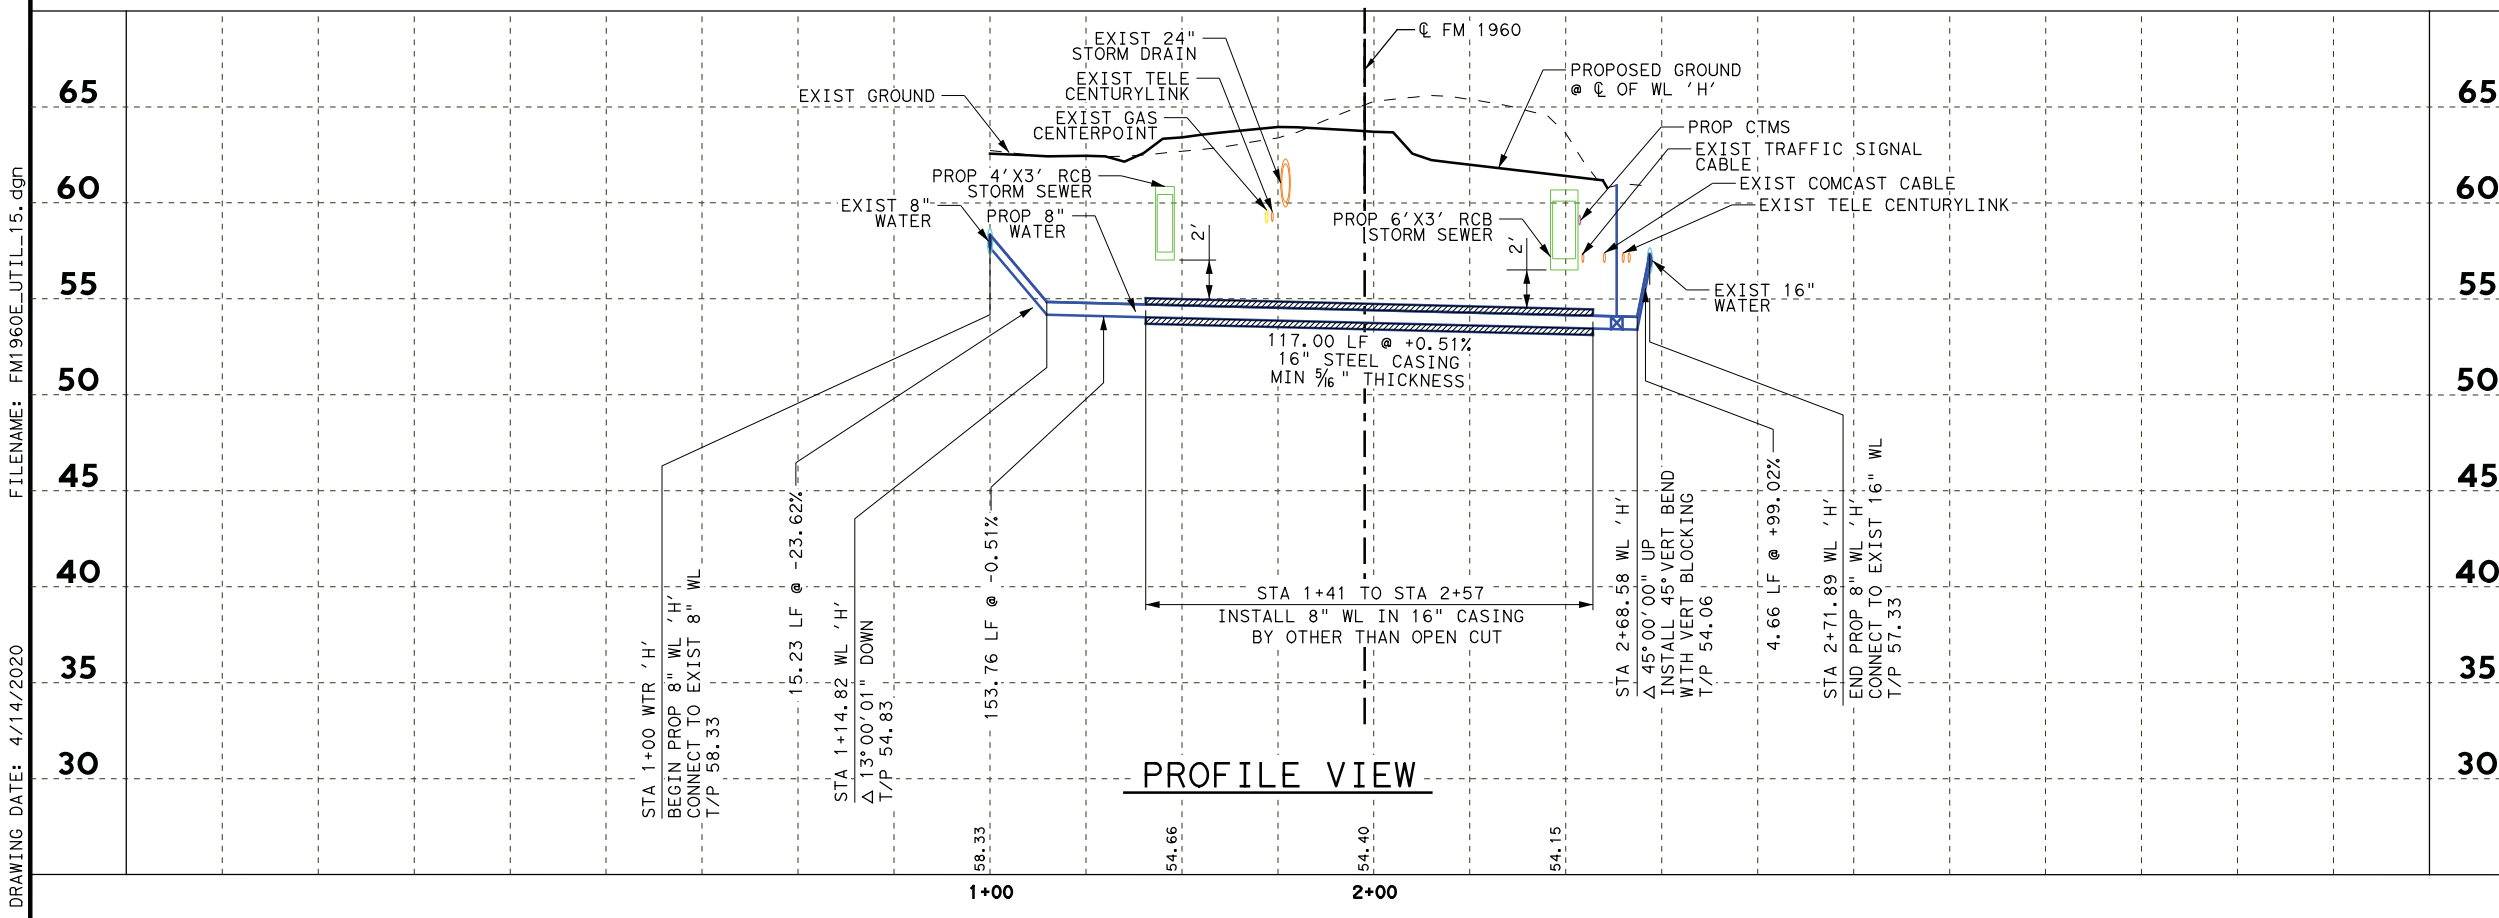 FILENAME: FM1960E_UTIL_15.dgn
DRAWING DATE: 4/14/2020
65
60
55
50
45
40
35
30
65
60
55
50
45
40
35
30
℄ FM 1960
EXIST 24"
STORM DRAIN
EXIST TELE
CENTURYLINK
EXIST GROUND
EXIST GAS
CENTERPOINT
PROP 4'X3' RCB
STORM SEWER
EXIST 8"
WATER
PROP 8"
WATER
2'
PROPOSED GROUND
@ ℄ OF WL 'H'
PROP CTMS
EXIST TRAFFIC SIGNAL
CABLE
EXIST COMCAST CABLE
EXIST TELE CENTURYLINK
PROP 6'X3' RCB
STORM SEWER
2'
EXIST 16"
WATER
117.00 LF @ +0.51%
16" STEEL CASING
MIN 5/16 " THICKNESS
STA 1+00 WTR 'H'
BEGIN PROP 8" WL 'H'
CONNECT TO EXIST 8" WL
T/P 58.33
15.23 LF @ -23.62%
STA 1+14.82 WL 'H'
△ 13°00'01" DOWN
T/P 54.83
153.76 LF @ -0.51%
STA 1+41 TO STA 2+57
INSTALL 8" WL IN 16" CASING
BY OTHER THAN OPEN CUT
STA 2+68.58 WL 'H'
△ 45°00'00" UP
INSTALL 45° VERT BEND
WITH VERT BLOCKING
T/P 54.06
4.66 LF @ +99.02%
STA 2+71.89 WL 'H'
END PROP 8" WL 'H'
CONNECT TO EXIST 16" WL
T/P 57.33
PROFILE VIEW
58.33
54.66
54.40
54.15
1+00
2+00